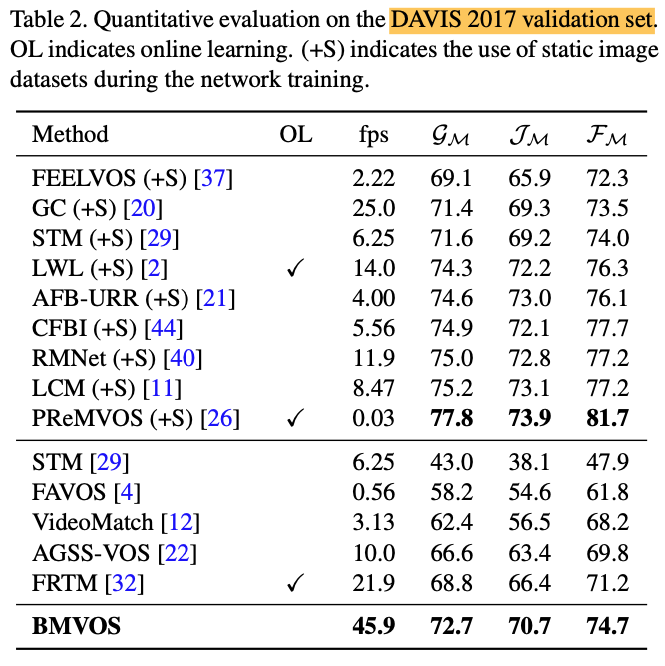 Table 2. Quantitative evaluation on the DAVIS 2017 validation set.
OL indicates online learning. (+S) indicates the use of static image
datasets during the network training.
Method OL fps 𝒢ℳ 𝒥ℳ ℱℳ
FEELVOS (+S) [37] 2.22 69.1 65.9 72.3
GC (+S) [20] 25.0 71.4 69.3 73.5
STM (+S) [29] 6.25 71.6 69.2 74.0
LWL (+S) [2] ✓ 14.0 74.3 72.2 76.3
AFB-URR (+S) [21] 4.00 74.6 73.0 76.1
CFBI (+S) [44] 5.56 74.9 72.1 77.7
RMNet (+S) [40] 11.9 75.0 72.8 77.2
LCM (+S) [11] 8.47 75.2 73.1 77.2
PReMVOS (+S) [26] ✓ 0.03 77.8 73.9 81.7
STM [29] 6.25 43.0 38.1 47.9
FAVOS [4] 0.56 58.2 54.6 61.8
VideoMatch [12] 3.13 62.4 56.5 68.2
AGSS-VOS [22] 10.0 66.6 63.4 69.8
FRTM [32] ✓ 21.9 68.8 66.4 71.2
BMVOS 45.9 72.7 70.7 74.7